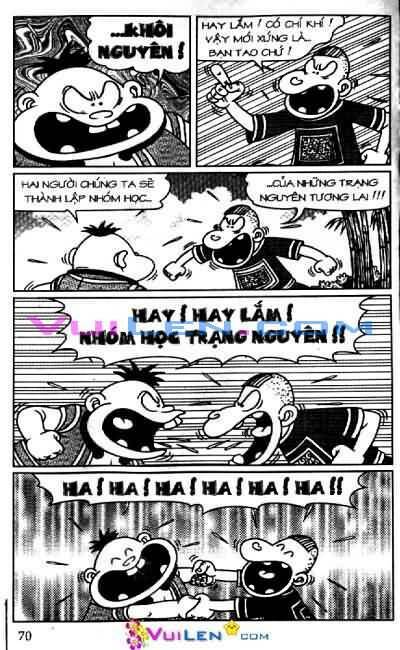 ...KHÔI
NGUYÊN!
HAY LẮM! CÓ CHÍ KHÍ!
VẬY MỚI XỨNG LÀ...
BẠN TAO CHỨ!
HAI NGƯỜI CHÚNG TA SẼ
THÀNH LẬP NHÓM HỌC...
...CỦA NHỮNG TRẠNG
NGUYÊN TƯƠNG LAI!!!
HAY! HAY LẮM!
NHÓM HỌC TRẠNG NGUYÊN!!
VUILEN.COM
HA! HA! HA! HA! HA! HA!!
70
VUILEN.COM